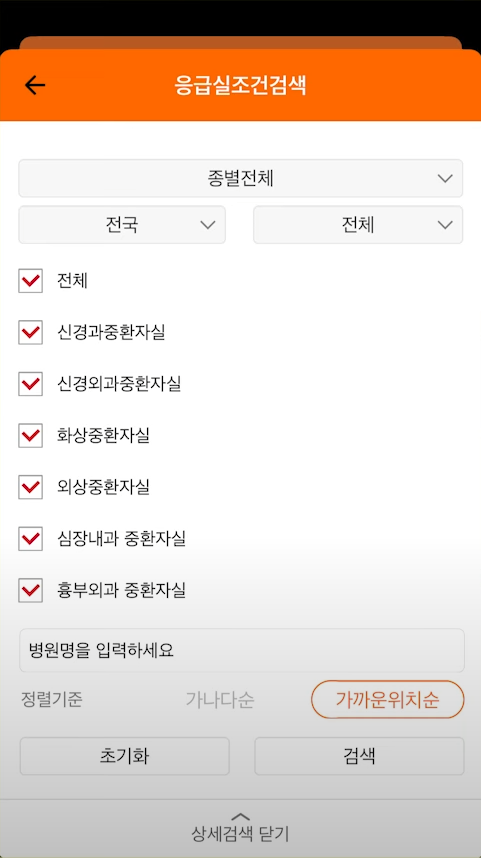 응급실조건검색
종별전체
전국 전체
전체
신경과중환자실
신경외과중환자실
화상중환자실
외상중환자실
심장내과 중환자실
흉부외과 중환자실
병원명을 입력하세요
정렬기준 가나다순 가까운위치순
초기화 검색
상세검색 닫기